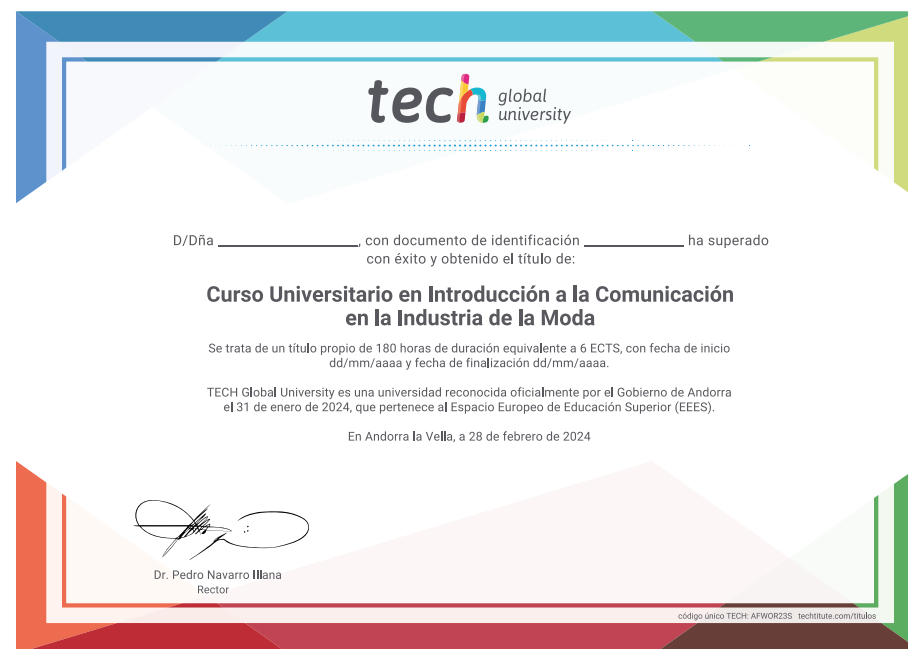 tech global university
D/Dña ____________________, con documento de identificación ______________ ha superado
con éxito y obtenido el título de:
Curso Universitario en Introducción a la Comunicación
en la Industria de la Moda
Se trata de un título propio de 180 horas de duración equivalente a 6 ECTS, con fecha de inicio
dd/mm/aaaa y fecha de finalización dd/mm/aaaa.
TECH Global University es una universidad reconocida oficialmente por el Gobierno de Andorra
el 31 de enero de 2024, que pertenece al Espacio Europeo de Educación Superior (EEES).
En Andorra la Vella, a 28 de febrero de 2024
Dr. Pedro Navarro Illana
Rector
código único TECH: AFWOR23S techtitute.com/titulos